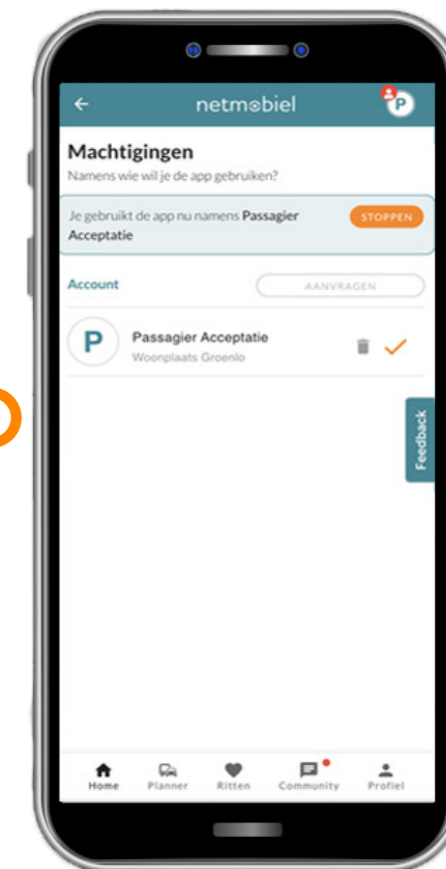 netmobiel
P
Machtigingen
Namens wie wil je de app gebruiken?
Je gebruikt de app nu namens Passagier
Acceptatie
STOPPEN
Account
AANVRAGEN
P
Passagier Acceptatie
Woonplaats Groenlo
Feedback
Home
Planner
Ritten
Community
Profiel